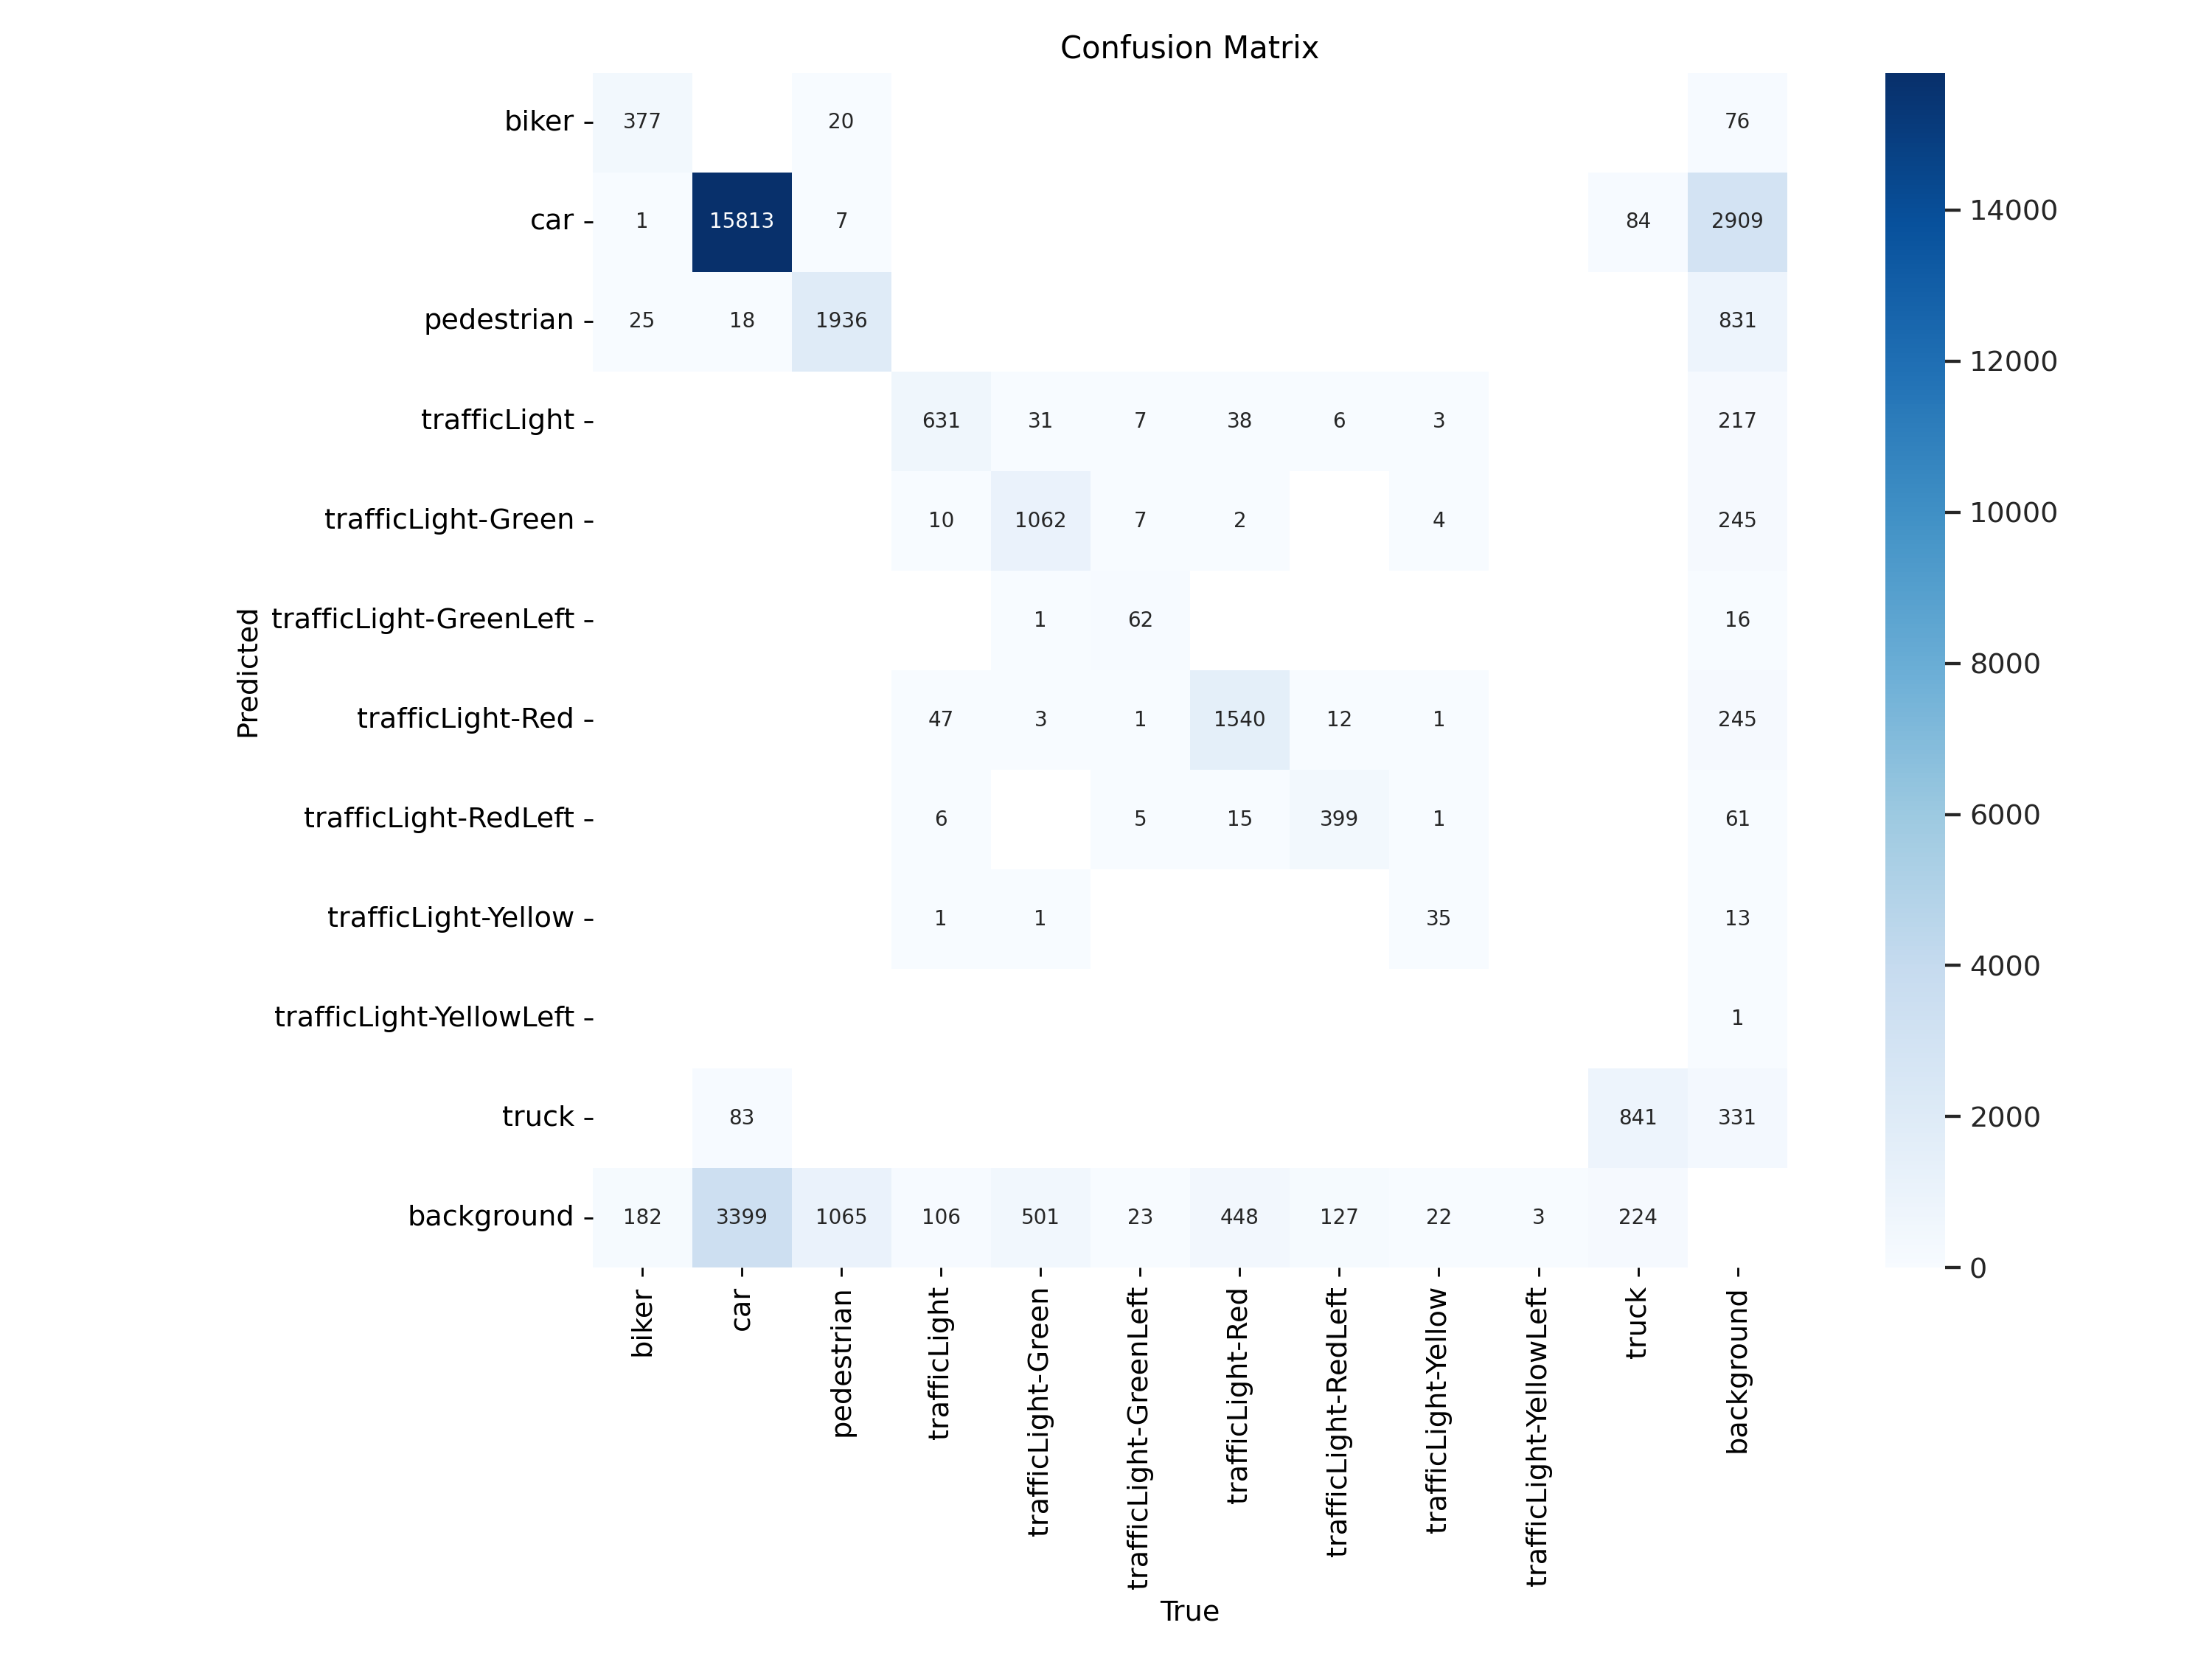 Confusion Matrix
biker 377 20 76
car 1 15813 7 84 2909
pedestrian 25 18 1936 831
trafficLight 631 31 7 38 6 3 217
trafficLight-Green 10 1062 7 2 4 245
trafficLight-GreenLeft 1 62 16
trafficLight-Red 47 3 1 1540 12 1 245
trafficLight-RedLeft 6 5 15 399 1 61
trafficLight-Yellow 1 1 35 13
trafficLight-YellowLeft 1
truck 83 841 331
background 182 3399 1065 106 501 23 448 127 22 3 224
Predicted
biker
car
pedestrian
trafficLight
trafficLight-Green
trafficLight-GreenLeft
trafficLight-Red
trafficLight-RedLeft
trafficLight-Yellow
trafficLight-YellowLeft
truck
background
True
14000
12000
10000
8000
6000
4000
2000
0